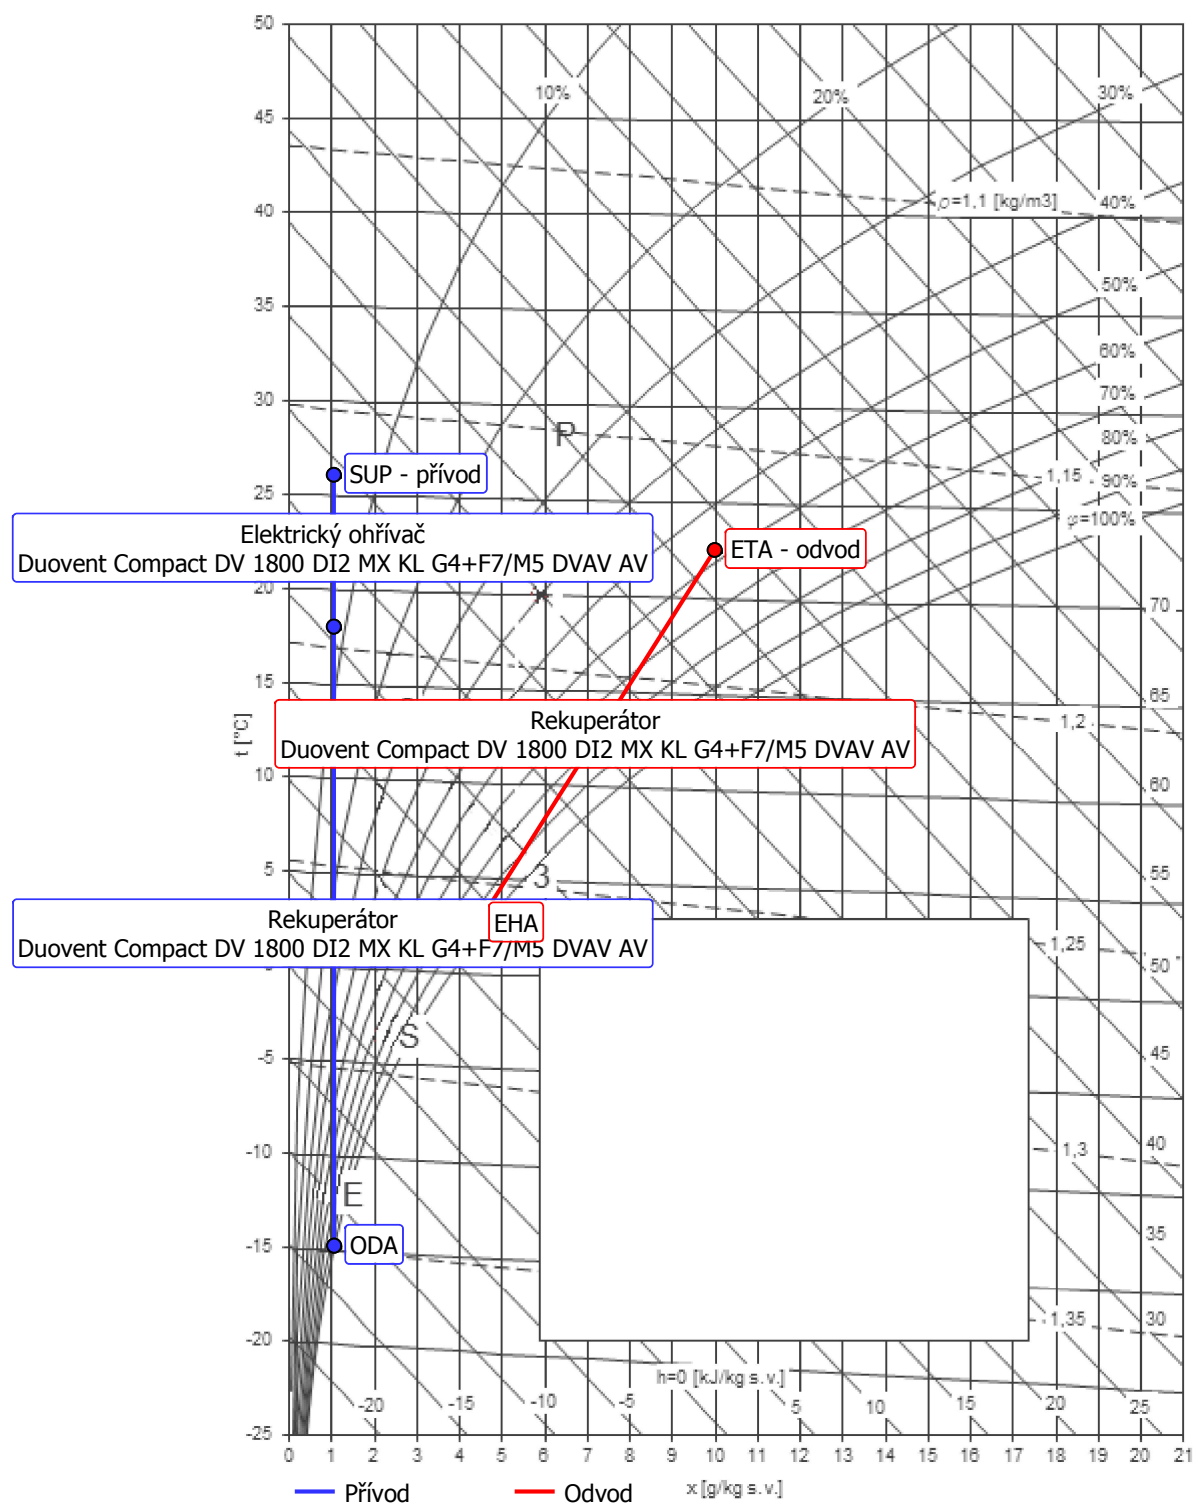 50
10%
20%
30%
45
ρ=1,1 [kg/m3]
40%
40
50%
35
60%
70%
30
80%
P
SUP - přívod
1,15
90%
25
φ=100%
Elektrický ohřívač
Duovent Compact DV 1800 DI2 MX KL G4+F7/M5 DVAV AV
ETA - odvod
20
70
15
65
t [°C]
1,2
Rekuperátor
Duovent Compact DV 1800 DI2 MX KL G4+F7/M5 DVAV AV
10
60
5
3
55
Rekuperátor
Duovent Compact DV 1800 DI2 MX KL G4+F7/M5 DVAV AV
EHA
1,25
50
S
-5
45
-10
1,3
40
E
ODA
-15
35
1,35
30
-20
h=0 [kJ/kg s.v.]
-20 -15 -10 -5 5 10 15 20 25
-25
0 1 2 3 4 5 6 7 8 9 10 11 12 13 14 15 16 17 18 19 20 21
x [g/kg s.v.]
Přívod Odvod